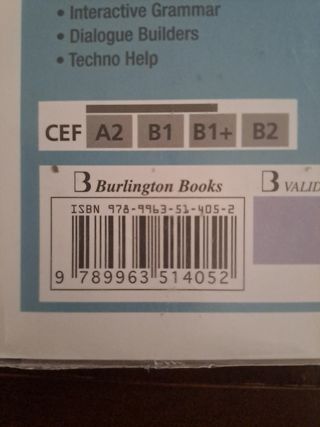 • Interactive Grammar
• Dialogue Builders
• Techno Help
CEF A2 B1 B1+ B2
B Burlington Books B VALID
ISBN 978-9963-51-405-2
9 789963 514052